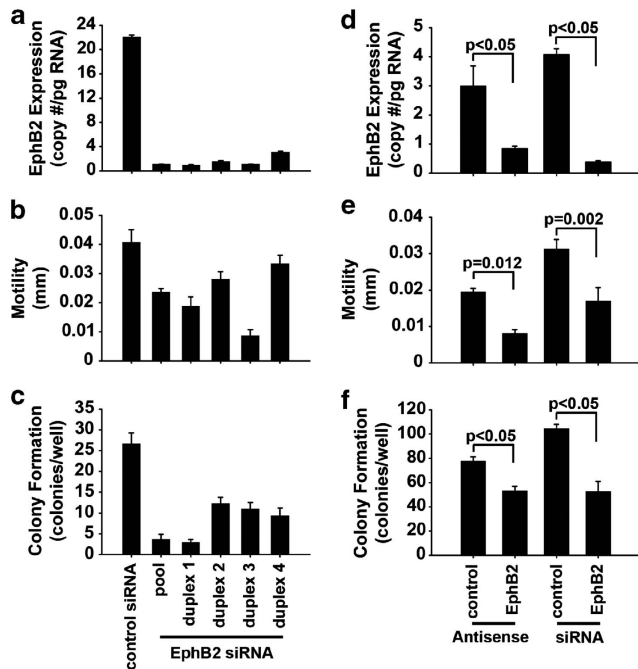 a
EphB2 Expression
(copy #/pg RNA)
24
20
16
12
8
4
0
b
Motility
(mm)
0.05
0.04
0.03
0.02
0.01
0
c
Colony Formation
(colonies/well)
35
30
25
20
15
10
5
0
control siRNA
pool
duplex 1
duplex 2
duplex 3
duplex 4
EphB2 siRNA
d
EphB2 Expression
(copy #/pg RNA)
5
4
3
2
1
0
p<0.05
p<0.05
e
Motility
(mm)
0.04
0.03
0.02
0.01
0
p=0.012
p=0.002
f
Colony Formation
(colonies/well)
120
100
80
60
40
20
0
p<0.05
p<0.05
control
EphB2
control
EphB2
Antisense
siRNA